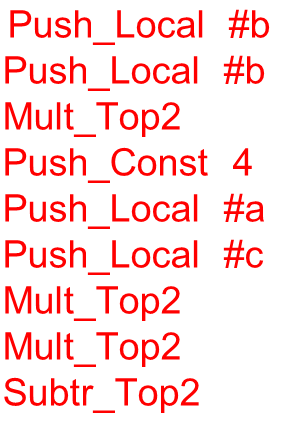 Push_Local #b
Push_Local #b
Mult_Top2
Push_Const 4
Push_Local #a
Push_Local #c
Mult_Top2
Mult_Top2
Subtr_Top2